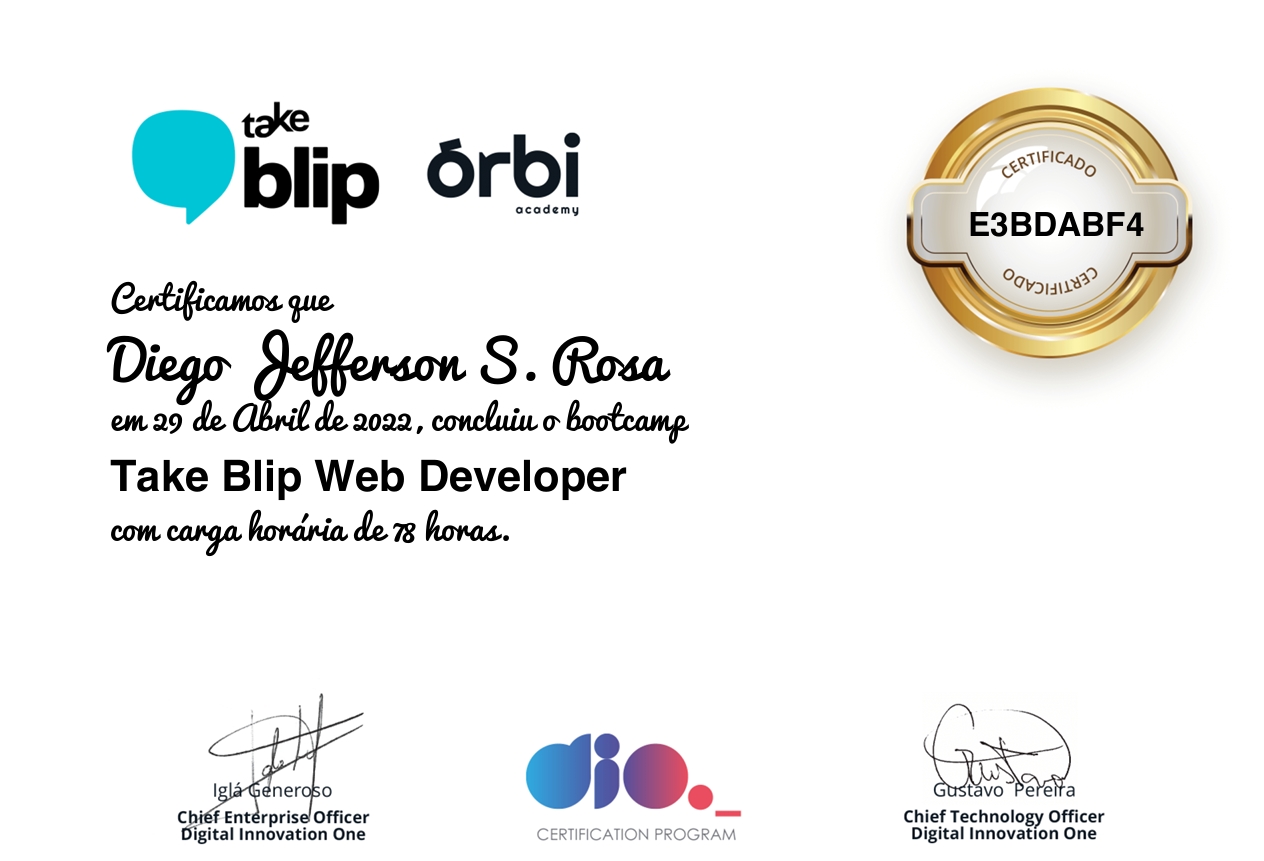 take
blip
órbi
academy
CERTIFICADO
E3BDABF4
CERTIFICADO
Certificamos que
Diego Jefferson S. Rosa
em 29 de Abril de 2022, concluiu o bootcamp
Take Blip Web Developer
com carga horária de 78 horas.
Iglá Generoso
Chief Enterprise Officer
Digital Innovation One
dio._
CERTIFICATION PROGRAM
Gustavo
Gustavo Pereira
Chief Technology Officer
Digital Innovation One